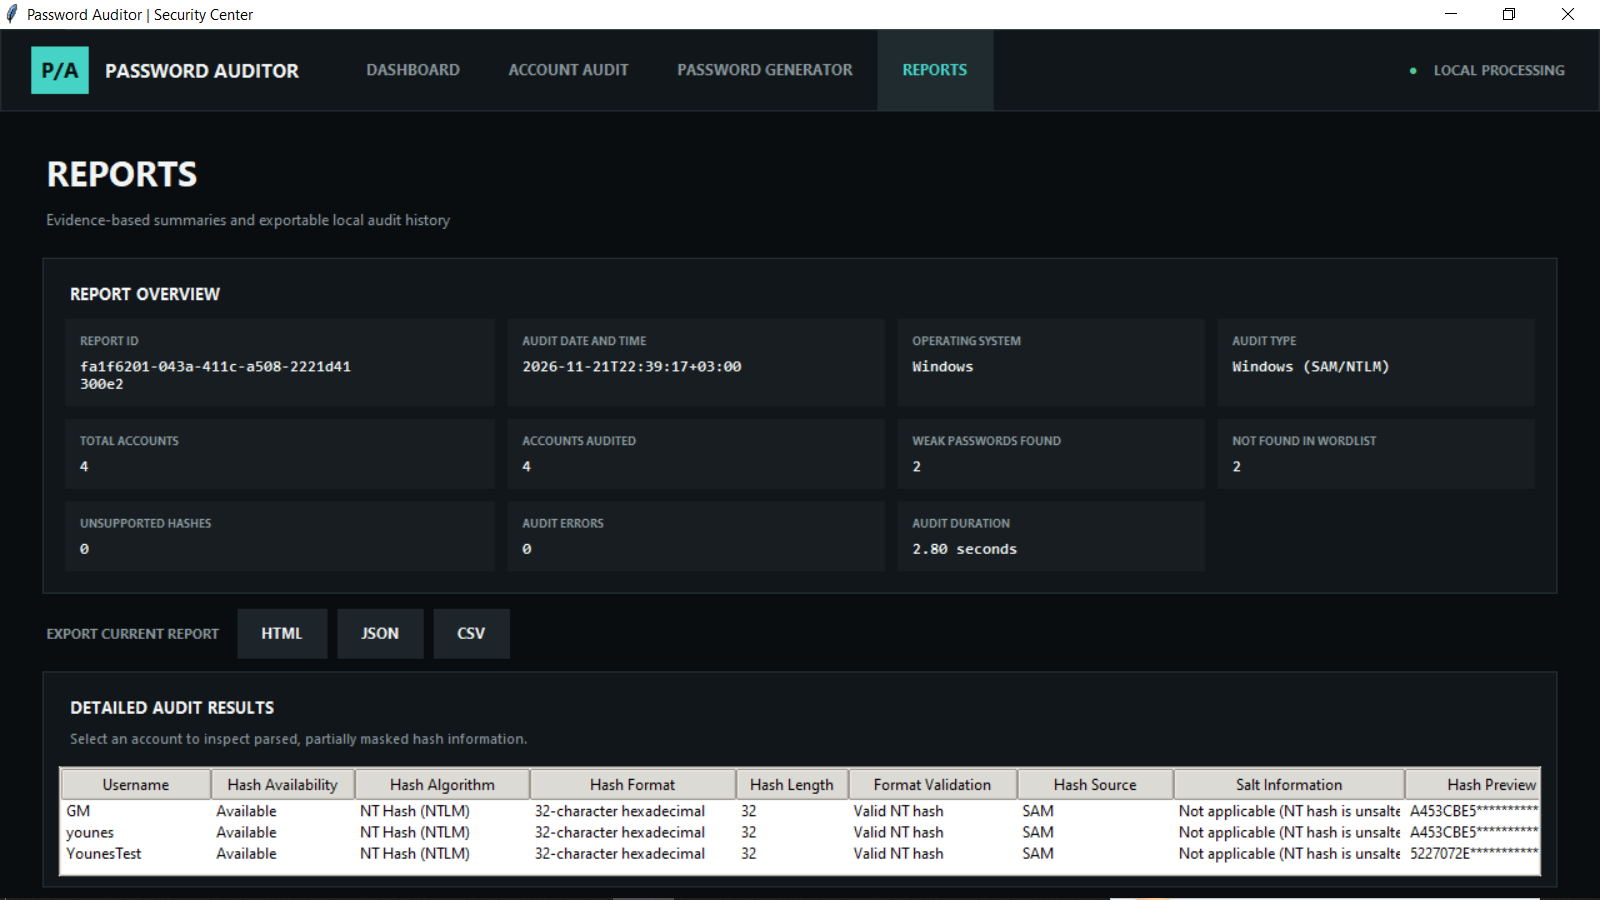 Password Auditor | Security Center
P/A PASSWORD AUDITOR DASHBOARD ACCOUNT AUDIT PASSWORD GENERATOR REPORTS LOCAL PROCESSING
REPORTS
Evidence-based summaries and exportable local audit history
REPORT OVERVIEW
REPORT ID
fa1f6201-043a-411c-a508-2221d41
300e2
AUDIT DATE AND TIME
2026-11-21T22:39:17+03:00
OPERATING SYSTEM
Windows
AUDIT TYPE
Windows (SAM/NTLM)
TOTAL ACCOUNTS
4
ACCOUNTS AUDITED
4
WEAK PASSWORDS FOUND
2
NOT FOUND IN WORDLIST
2
UNSUPPORTED HASHES
0
AUDIT ERRORS
0
AUDIT DURATION
2.80 seconds
EXPORT CURRENT REPORT HTML JSON CSV
DETAILED AUDIT RESULTS
Select an account to inspect parsed, partially masked hash information.
Username Hash Availability Hash Algorithm Hash Format Hash Length Format Validation Hash Source Salt Information Hash Preview
GM Available NT Hash (NTLM) 32-character hexadecimal 32 Valid NT hash SAM Not applicable (NT hash is unsalte A453CBE5***********
younes Available NT Hash (NTLM) 32-character hexadecimal 32 Valid NT hash SAM Not applicable (NT hash is unsalte A453CBE5***********
YounesTest Available NT Hash (NTLM) 32-character hexadecimal 32 Valid NT hash SAM Not applicable (NT hash is unsalte 5227072E************